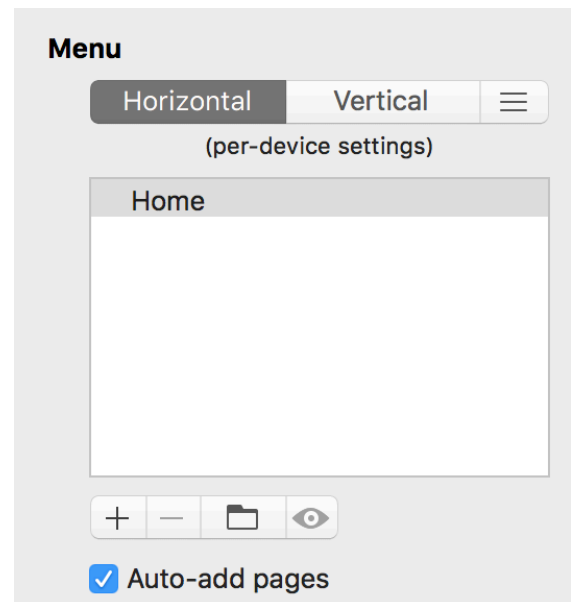 Menu
Horizontal Vertical
(per-device settings)
Home
Auto-add pages